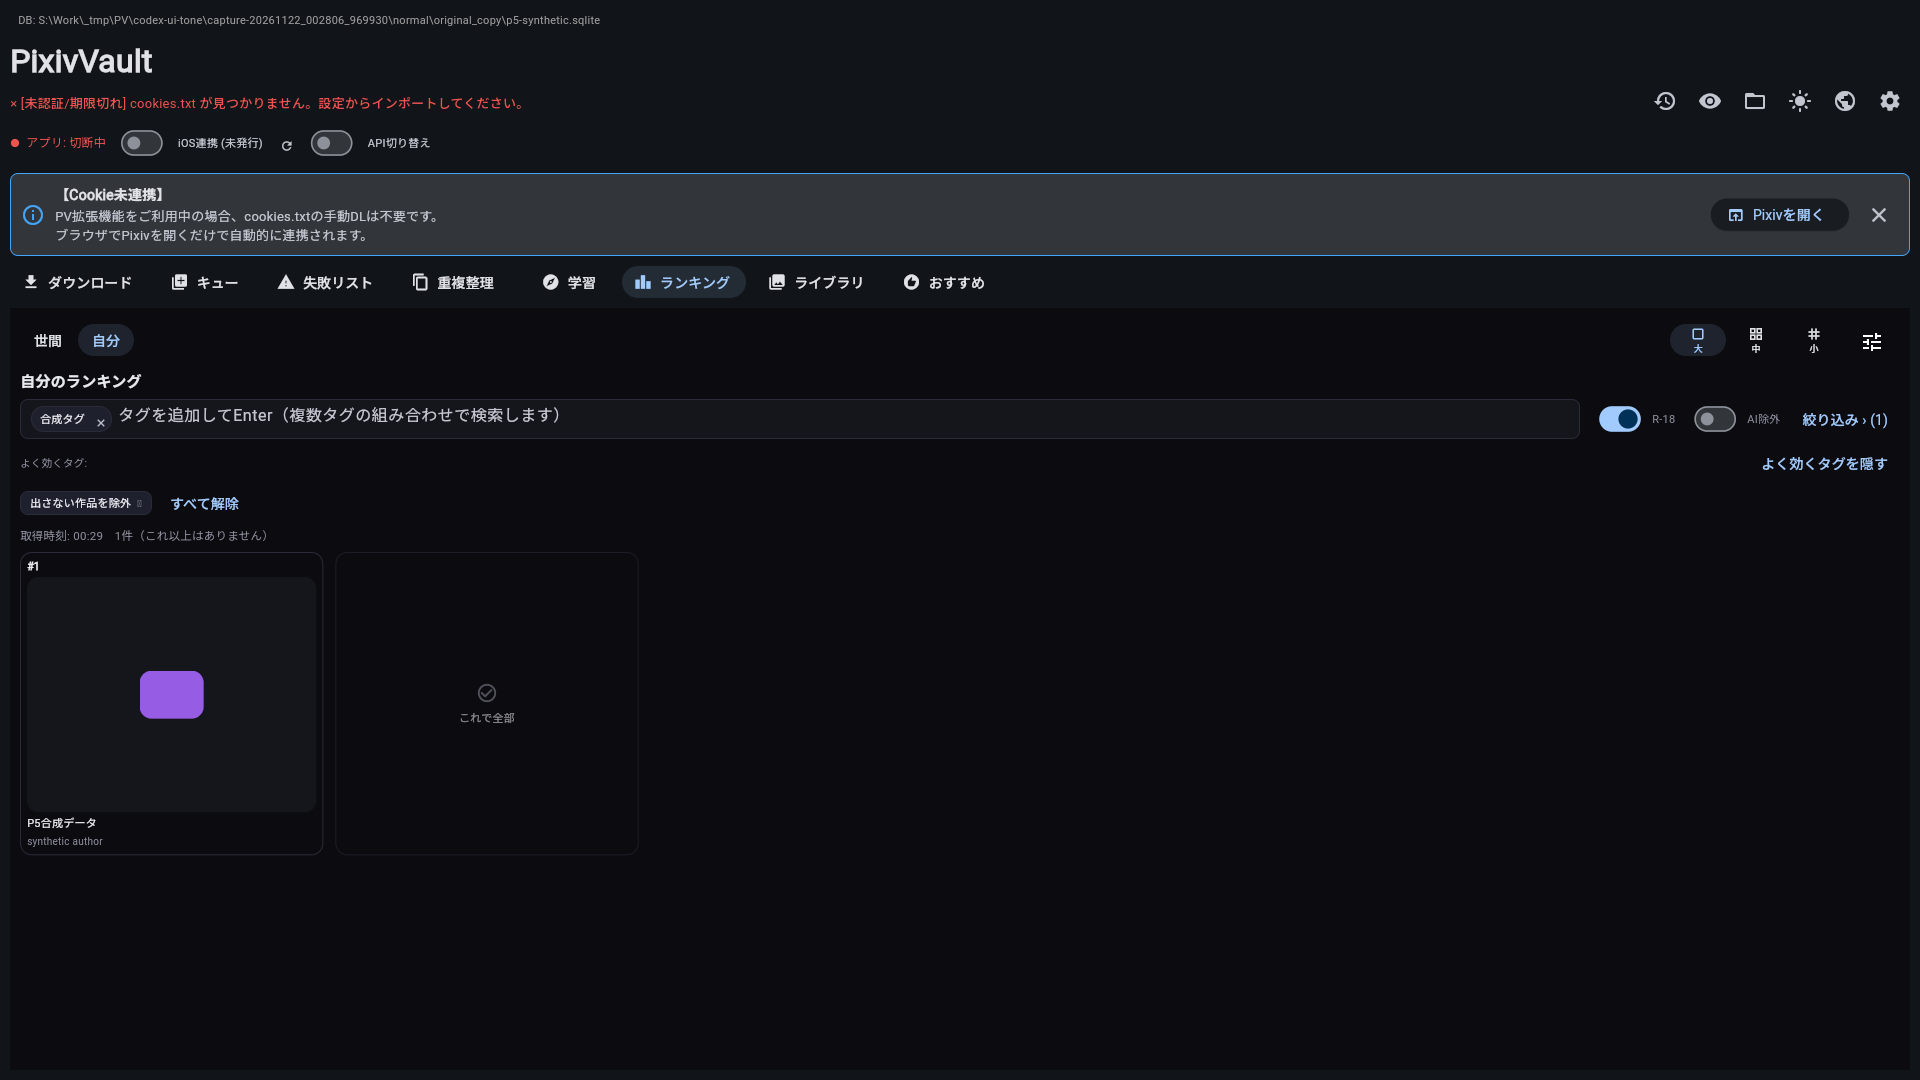 DB: S:\Work\_tmp\PV\codex-ui-tone\capture-20261122_002806_969930\normal\original_copy\p5-synthetic.sqlite
PixivVault
× [未認証/期限切れ] cookies.txt が見つかりません。設定からインポートしてください。
アプリ: 切断中 iOS連携 (未発行) API切り替え
【Cookie未連携】
PV拡張機能をご利用中の場合、cookies.txtの手動DLは不要です。
ブラウザでPixivを開くだけで自動的に連携されます。
Pixivを開く
ダウンロード キュー 失敗リスト 重複整理 学習 ランキング ライブラリ おすすめ
世間 自分 大 中 小
自分のランキング
合成タグ × タグを追加してEnter（複数タグの組み合わせで検索します） R-18 AI除外 絞り込み › (1)
よく効くタグ: よく効くタグを隠す
出さない作品を除外 すべて解除
取得時刻: 00:29 1件（これ以上はありません）
#1
これで全部
P5合成データ
synthetic author